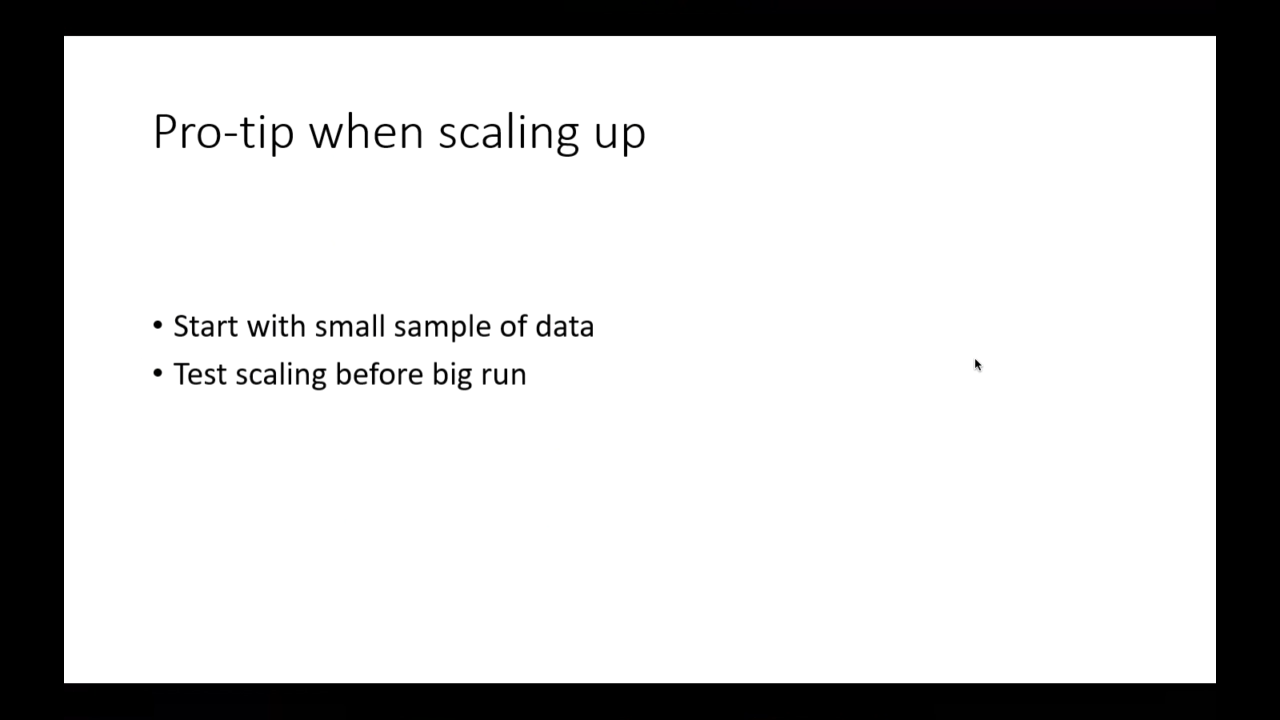 Pro-tip when scaling up
• Start with small sample of data
• Test scaling before big run